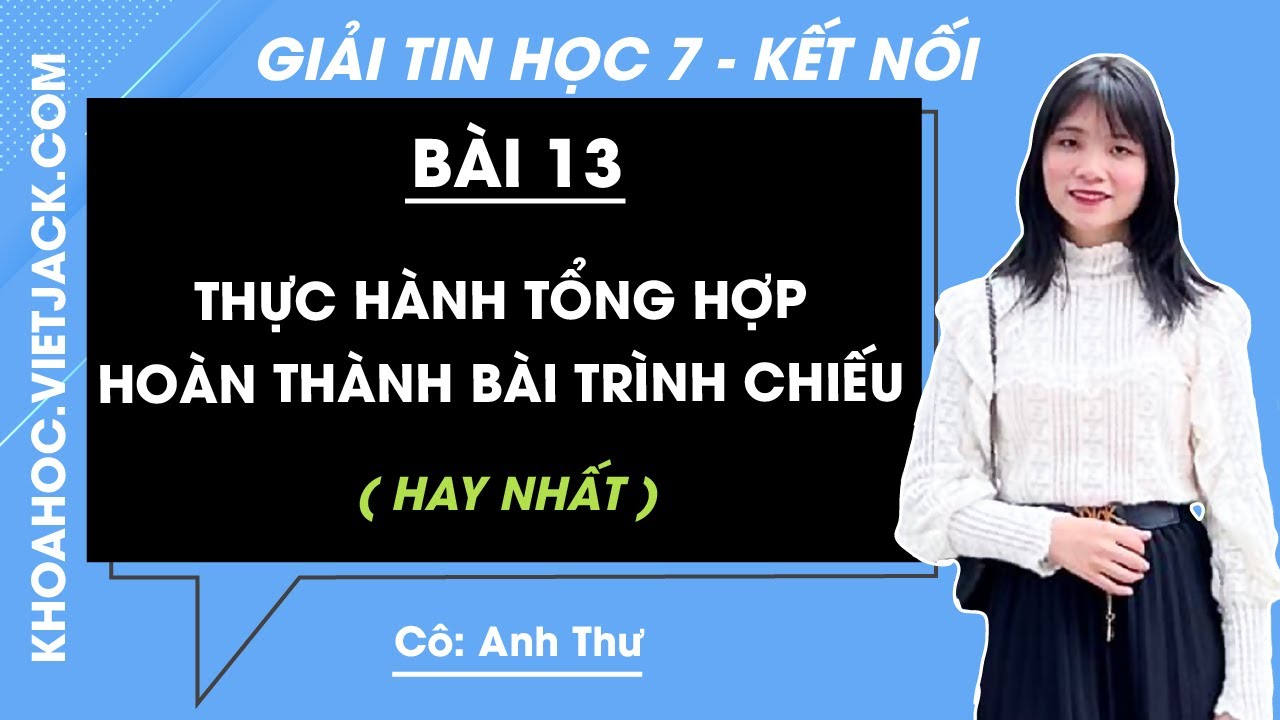 GIẢI TIN HỌC 7 - KẾT NỐI
KHOAHOC.VIETJACK.COM
BÀI 13
THỰC HÀNH TỔNG HỢP
HOÀN THÀNH BÀI TRÌNH CHIẾU
( HAY NHẤT )
Cô: Anh Thư